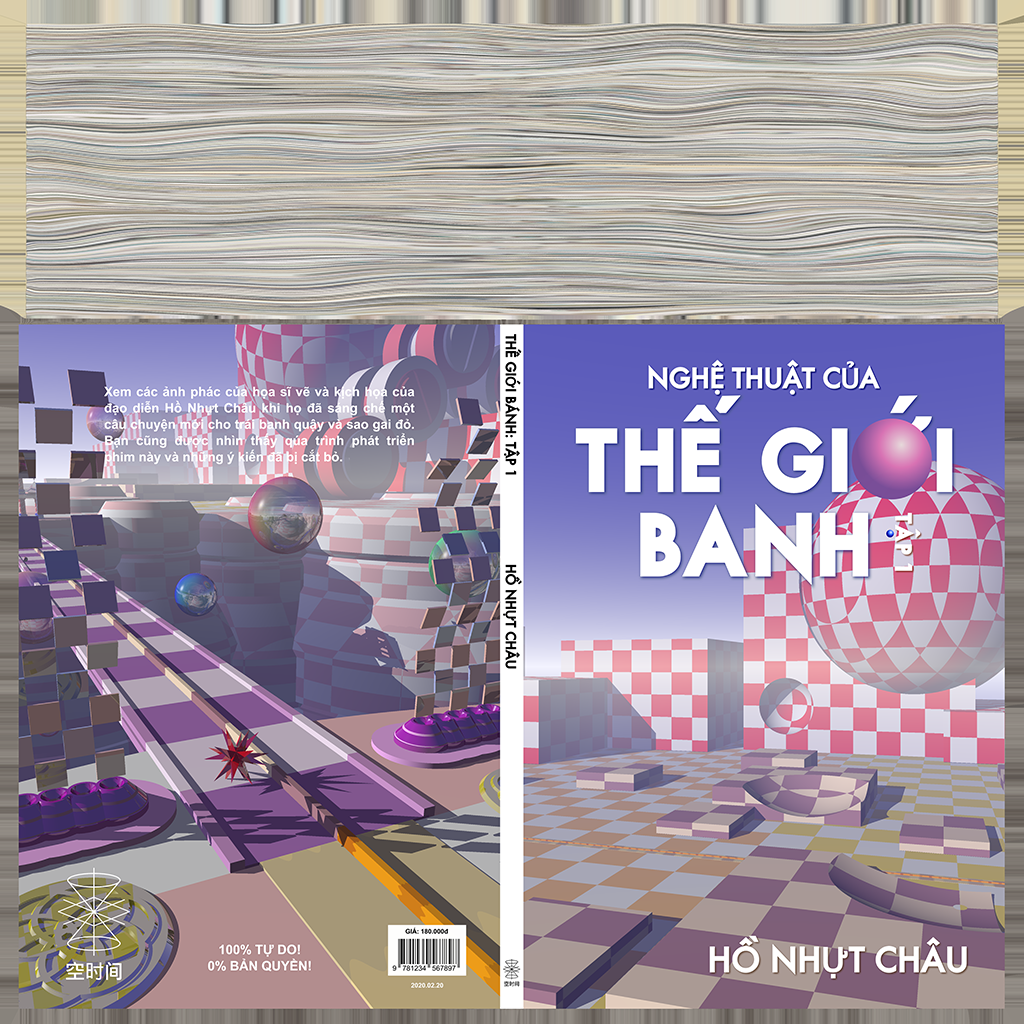 Xem các ảnh phác của họa sĩ vẽ và kịch họa của
đạo diễn Hồ Nhựt Châu khi họ đã sáng chế một
câu chuyện mới cho trái banh quậy và sao gai đỏ.
Bạn cũng được nhìn thấy qúa trình phát triển
phim này và những ý kiến đã bị cắt bỏ.
空时间
100% TỰ DO!
0% BẢN QUYỀN!
GIÁ: 180.000đ
9 781234 567897
2020.02.20
THẾ GIỚI BÁNH: TẬP 1
HỒ NHỰT CHÂU
空时间
NGHỆ THUẬT CỦA
THẾ GIỚI
BANH
TẬP 1
HỒ NHỰT CHÂU